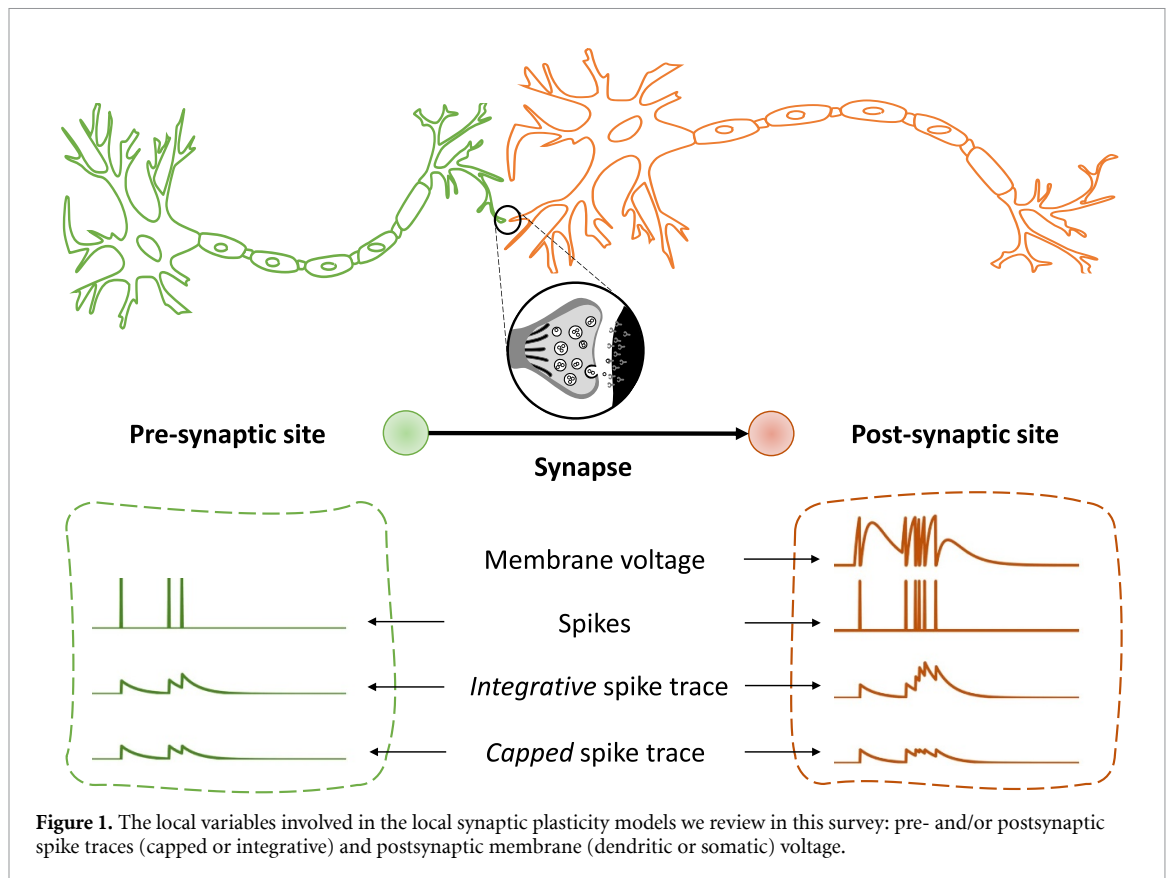 Pre-synaptic site
Post-synaptic site
Synapse
Membrane voltage
Spikes
Integrative spike trace
Capped spike trace
Figure 1. The local variables involved in the local synaptic plasticity models we review in this survey: pre- and/or postsynaptic
spike traces (capped or integrative) and postsynaptic membrane (dendritic or somatic) voltage.